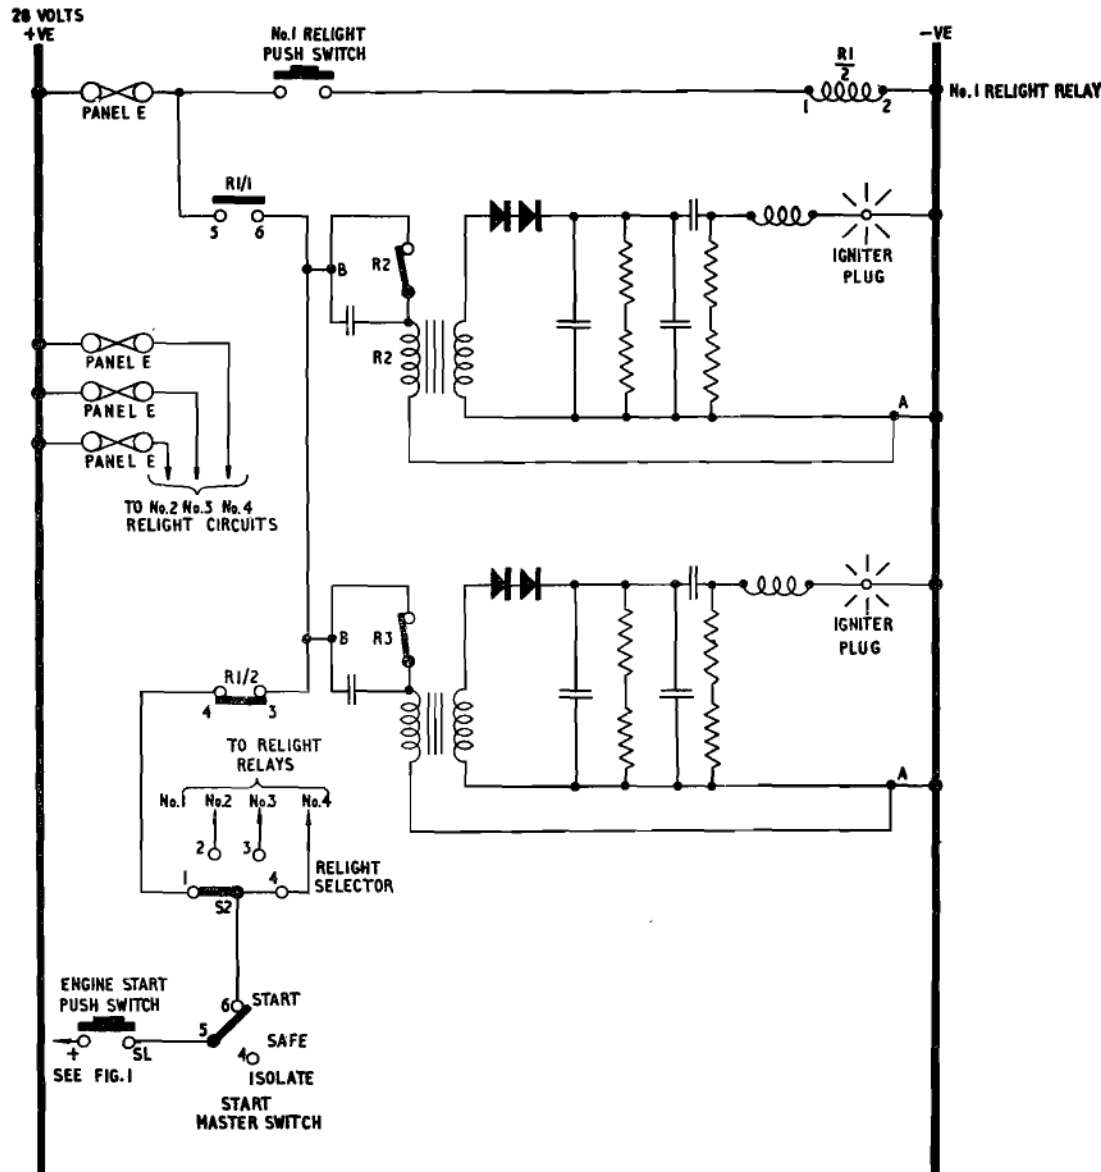 28 VOLTS
+VE
No.1 RELIGHT
PUSH SWITCH
-VE
R1
2
PANEL E
1
2
No.1 RELIGHT RELAY
R1/1
5 6
B
R2
IGNITER
PLUG
R2
PANEL E
PANEL E
PANEL E
A
TO No.2 No.3 No.4
RELIGHT CIRCUITS
B
R3
IGNITER
PLUG
R1/2
4 3
TO RELIGHT
RELAYS
No.1 No.2 No.3 No.4
A
2 3
1 4
RELIGHT
SELECTOR
S2
ENGINE START
PUSH SWITCH
6 START
5
SAFE
+ SL
4
SEE FIG.1
ISOLATE
START
MASTER SWITCH